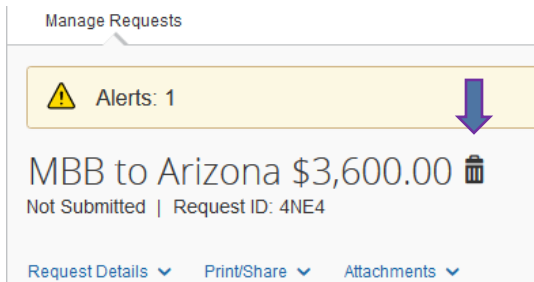 Manage Requests
Alerts: 1
MBB to Arizona $3,600.00
Not Submitted | Request ID: 4NE4
Request Details Print/Share Attachments